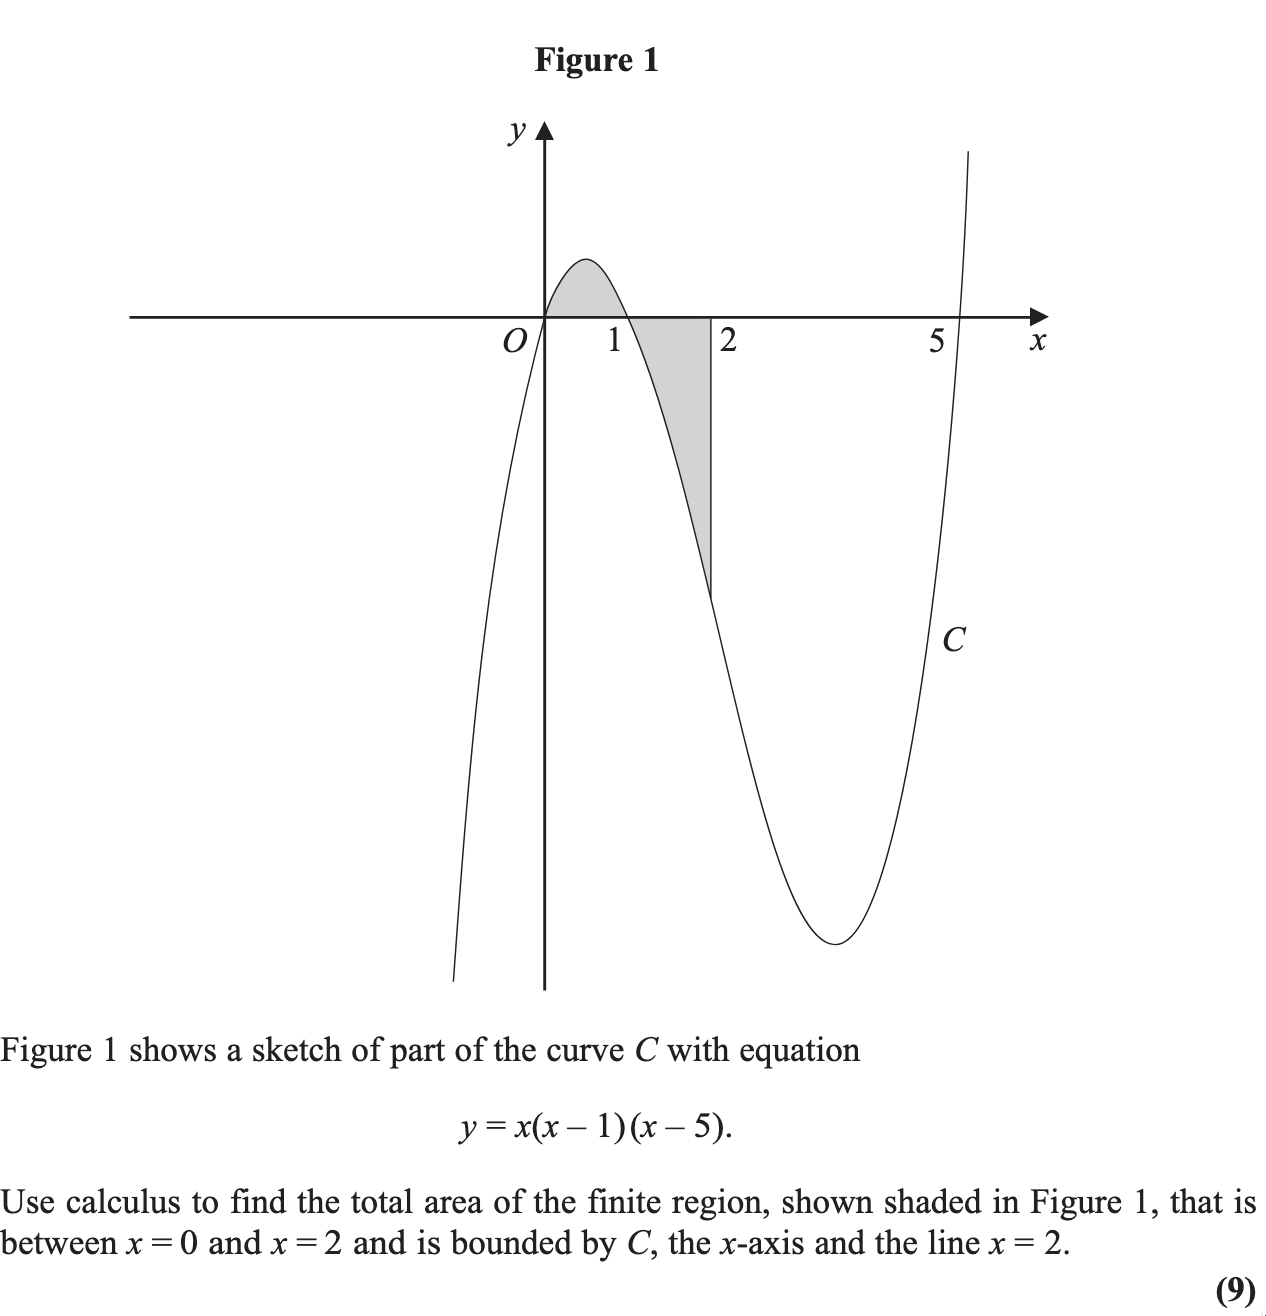 Figure 1
y
O
1
2
5
x
C
Figure 1 shows a sketch of part of the curve C with equation
y = x(x – 1)(x – 5).
Use calculus to find the total area of the finite region, shown shaded in Figure 1, that is
between x = 0 and x = 2 and is bounded by C, the x-axis and the line x = 2.
(9)